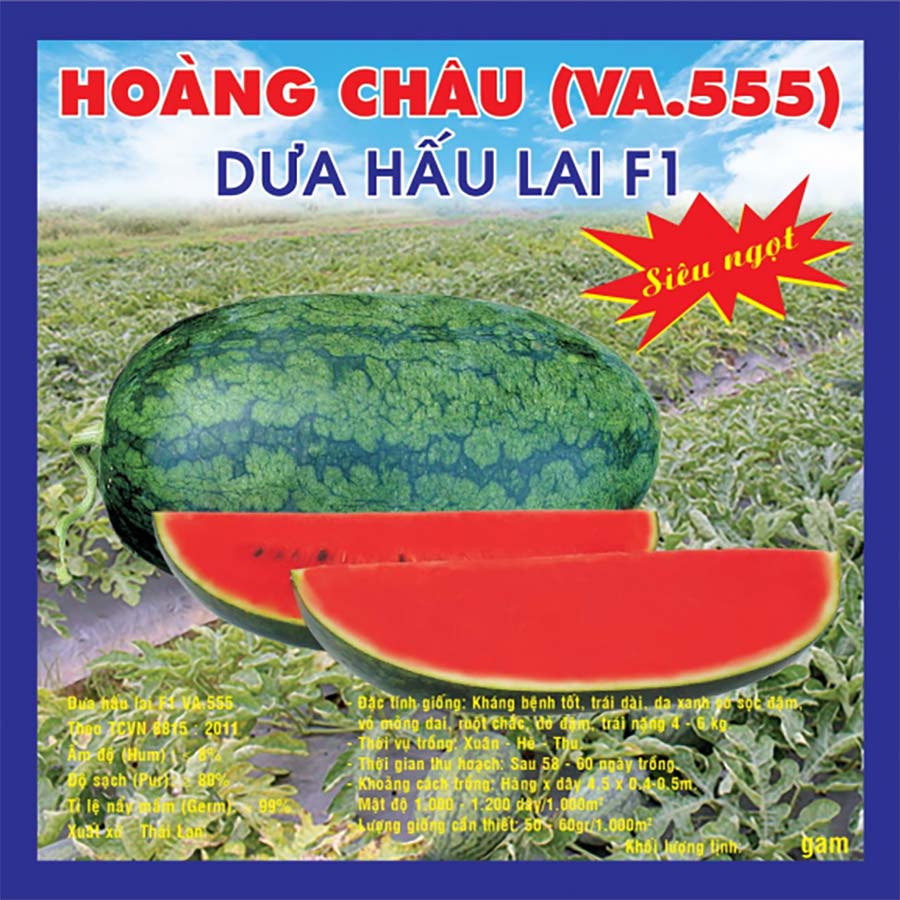 HOÀNG CHÂU (VA.555)
DƯA HẤU LAI F1
Siêu ngọt
Dưa hấu lai F1 VA.555
Theo TCVN 8815 : 2011
Ẩm độ (Hum) : ≤ 8%
Độ sạch (Pur): ≤ 80%
Tỉ lệ nảy mầm (Germ): 99%
Xuất xứ Thái Lan.
- Đặc tính giống: Kháng bệnh tốt, trái dài, da xanh có sọc đậm,
vỏ mỏng dai, ruột chắc, đỏ đậm, trái nặng 4 - 6 kg.
- Thời vụ trồng: Xuân - Hè - Thu.
- Thời gian thu hoạch: Sau 58 - 60 ngày trồng.
- Khoảng cách trồng: Hàng x dây 4.5 x 0.4-0.5m.
Mật độ 1.000 - 1.200 dây/1.000m²
- Lượng giống cần thiết: 50 - 60gr/1.000m²
Khối lượng tịnh: gam